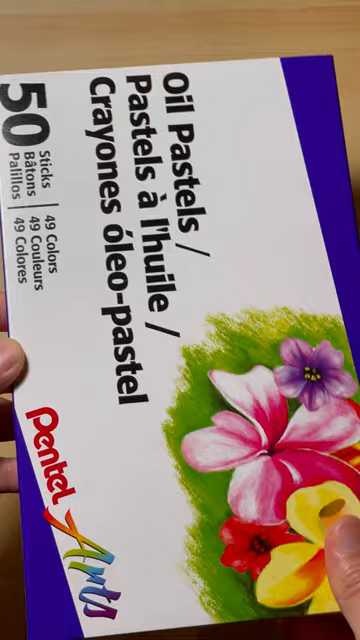 Oil Pastels /
Pastels à l'huile /
Crayones óleo-pastel
50
Sticks
Bâtons
Palillos
49 Colors
49 Couleurs
49 Colores
Pentel
Arts